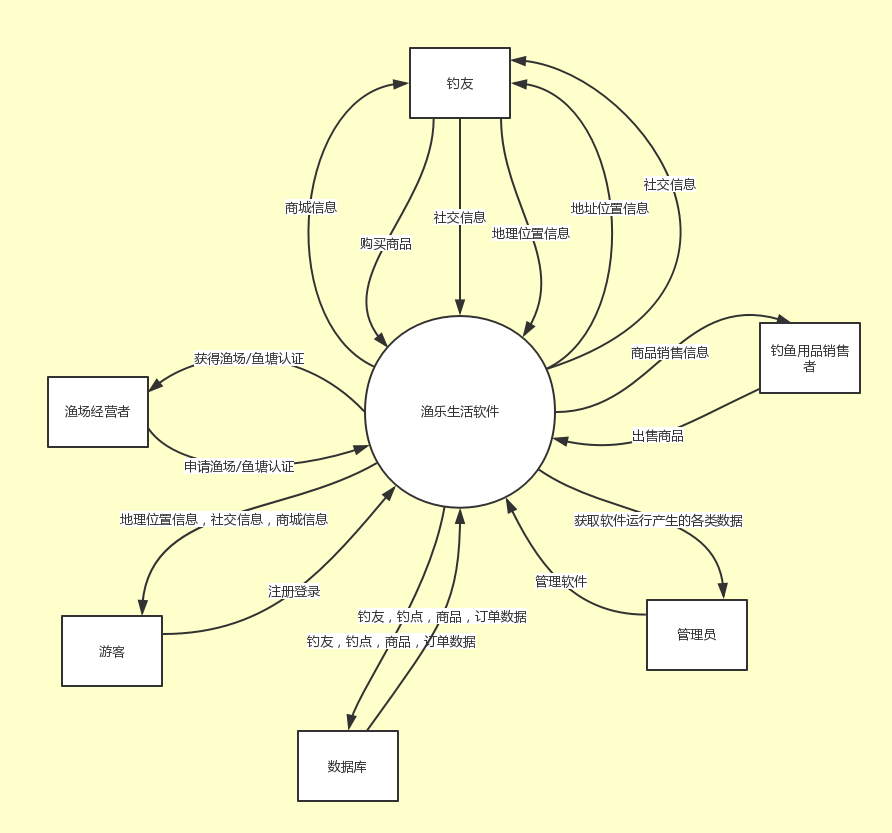 钓友
社交信息
商城信息
地址位置信息
社交信息
地理位置信息
购买商品
商品销售信息
钓鱼用品销售
者
获得渔场/鱼塘认证
渔场经营者
渔乐生活软件
出售商品
申请渔场/鱼塘认证
地理位置信息，社交信息，商城信息
获取软件运行产生的各类数据
管理软件
注册登录
钓友，钓点，商品，订单数据
管理员
钓友，钓点，商品，订单数据
游客
数据库